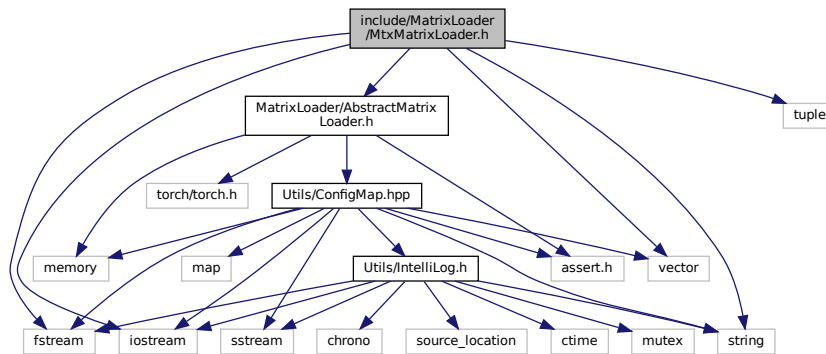 include/MatrixLoader
/MtxMatrixLoader.h
MatrixLoader/AbstractMatrix
Loader.h
tuple
torch/torch.h
Utils/ConfigMap.hpp
memory
map
Utils/IntelliLog.h
assert.h
vector
fstream
iostream
sstream
chrono
source_location
ctime
mutex
string